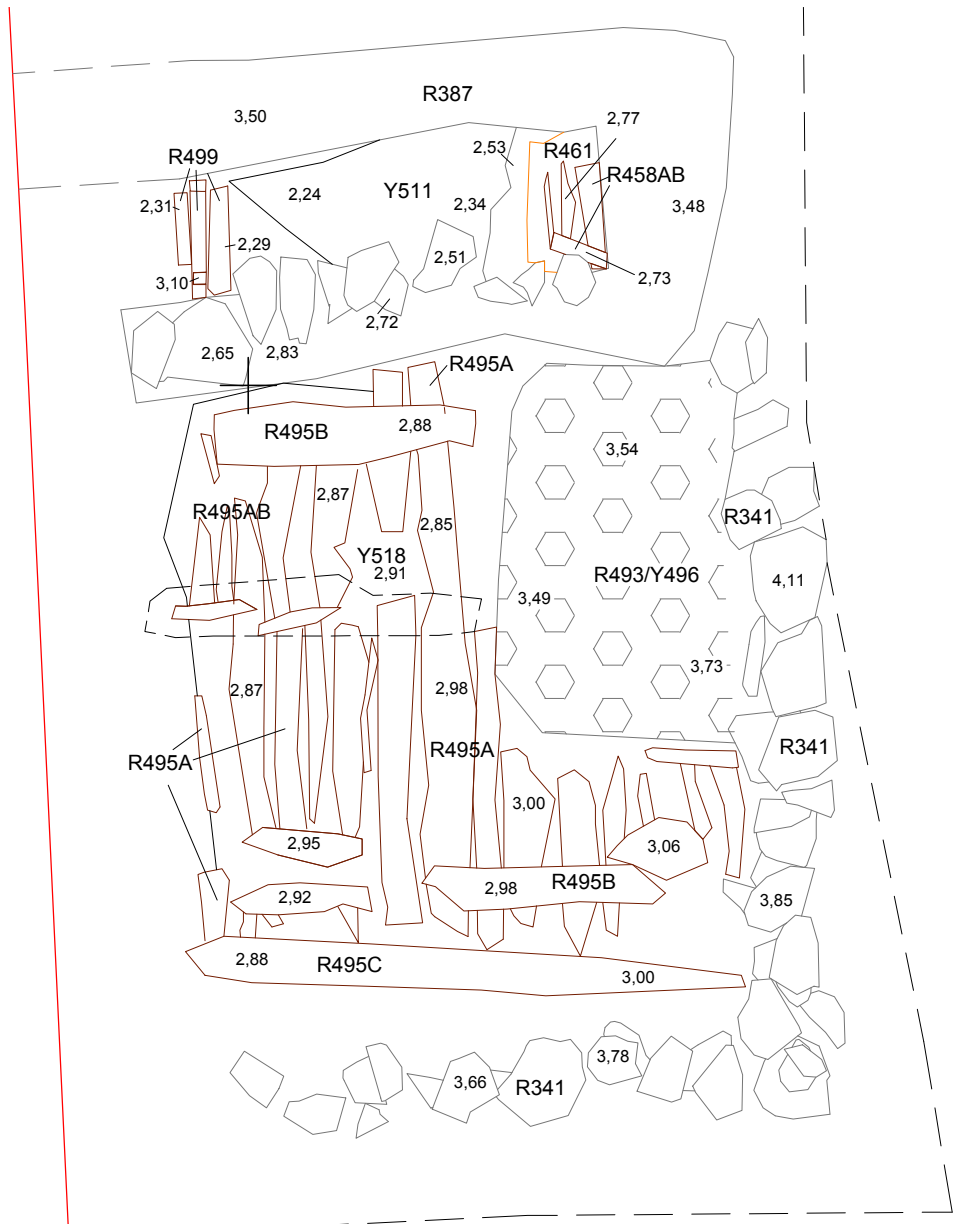 R387
3,50
2,77
2,53
R461
R499
R458AB
2,24
Y511
2,31
2,34
3,48
2,29
2,51
3,10
2,73
2,72
2,65
2,83
R495A
2,88
R495B
3,54
2,87
R495AB
2,85
R341
Y518
2,91
R493/Y496
4,11
3,49
3,73
2,87
2,98
R495A
R495A
R341
3,00
2,95
3,06
2,98
R495B
2,92
3,85
2,88
R495C
3,00
3,78
3,66
R341